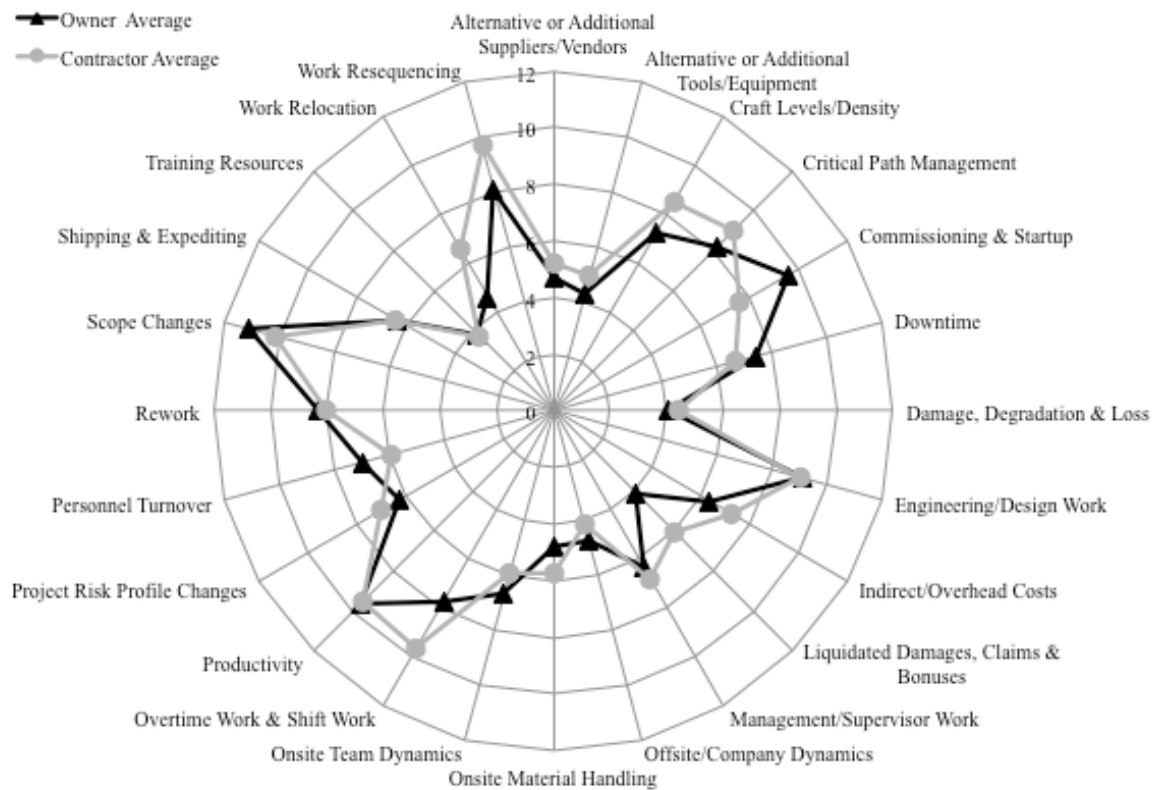 Owner Average
Contractor Average
Alternative or Additional
Suppliers/Vendors
Alternative or Additional
Tools/Equipment
Craft Levels/Density
Critical Path Management
Commissioning & Startup
Downtime
Damage, Degradation & Loss
Engineering/Design Work
Indirect/Overhead Costs
Liquidated Damages, Claims &
Bonuses
Management/Supervisor Work
Offsite/Company Dynamics
Onsite Material Handling
Onsite Team Dynamics
Overtime Work & Shift Work
Productivity
Project Risk Profile Changes
Personnel Turnover
Rework
Scope Changes
Shipping & Expediting
Training Resources
Work Relocation
Work Resequencing
12
10
8
6
4
2
0